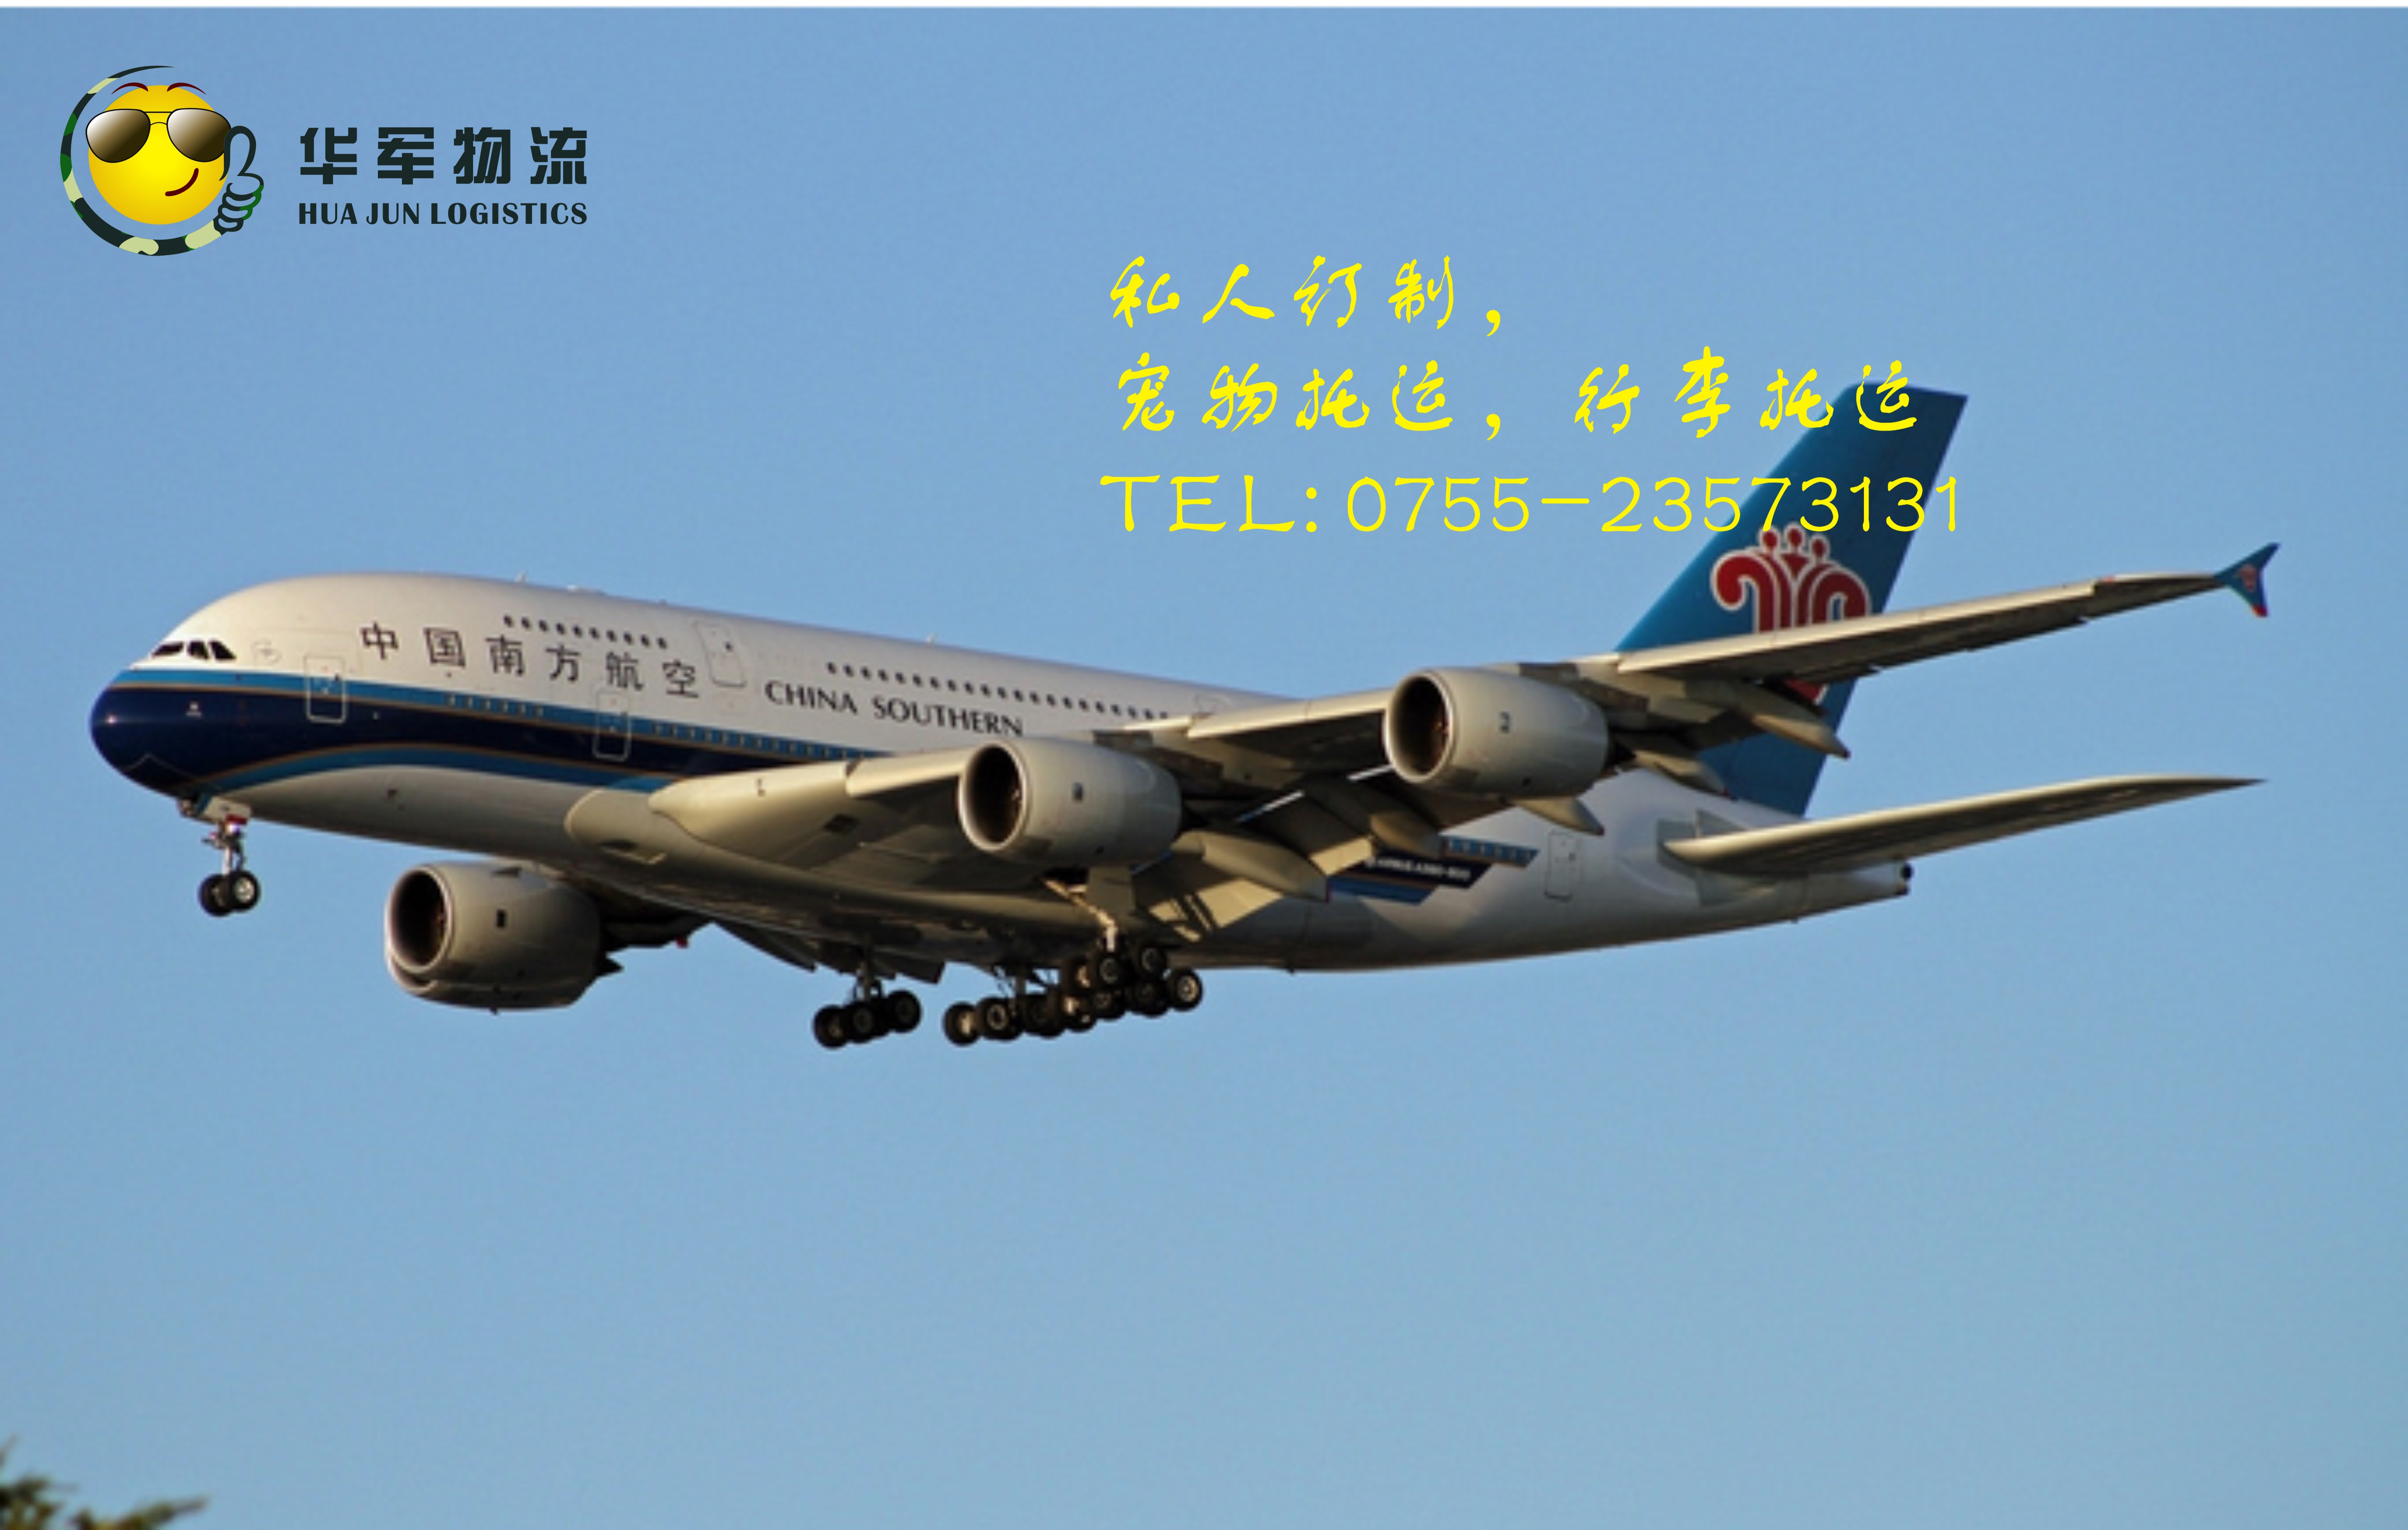 华军物流
HUA JUN LOGISTICS
私人订制，
宠物托运，行李托运
TEL:0755-23573131
中国南方航空
CHINA SOUTHERN